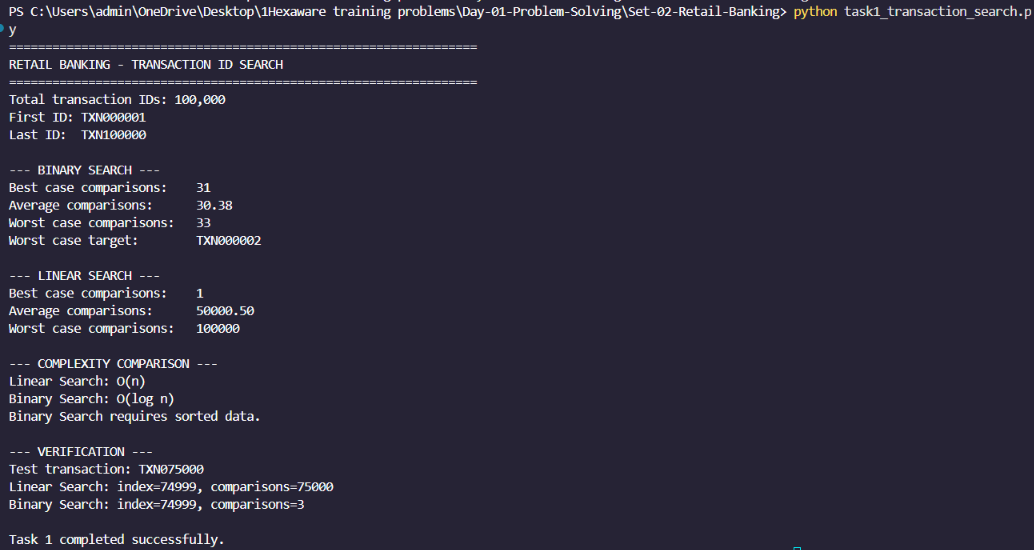 PS C:\Users\admin\OneDrive\Desktop\1Hexaware training problems\Day-01-Problem-Solving\Set-02-Retail-Banking> python task1_transaction_search.p
y
=================================================================
RETAIL BANKING - TRANSACTION ID SEARCH
=================================================================
Total transaction IDs: 100,000
First ID: TXN000001
Last ID:  TXN100000

--- BINARY SEARCH ---
Best case comparisons:    31
Average comparisons:      30.38
Worst case comparisons:   33
Worst case target:        TXN000002

--- LINEAR SEARCH ---
Best case comparisons:    1
Average comparisons:      50000.50
Worst case comparisons:   100000

--- COMPLEXITY COMPARISON ---
Linear Search: O(n)
Binary Search: O(log n)
Binary Search requires sorted data.

--- VERIFICATION ---
Test transaction: TXN075000
Linear Search: index=74999, comparisons=75000
Binary Search: index=74999, comparisons=3

Task 1 completed successfully.